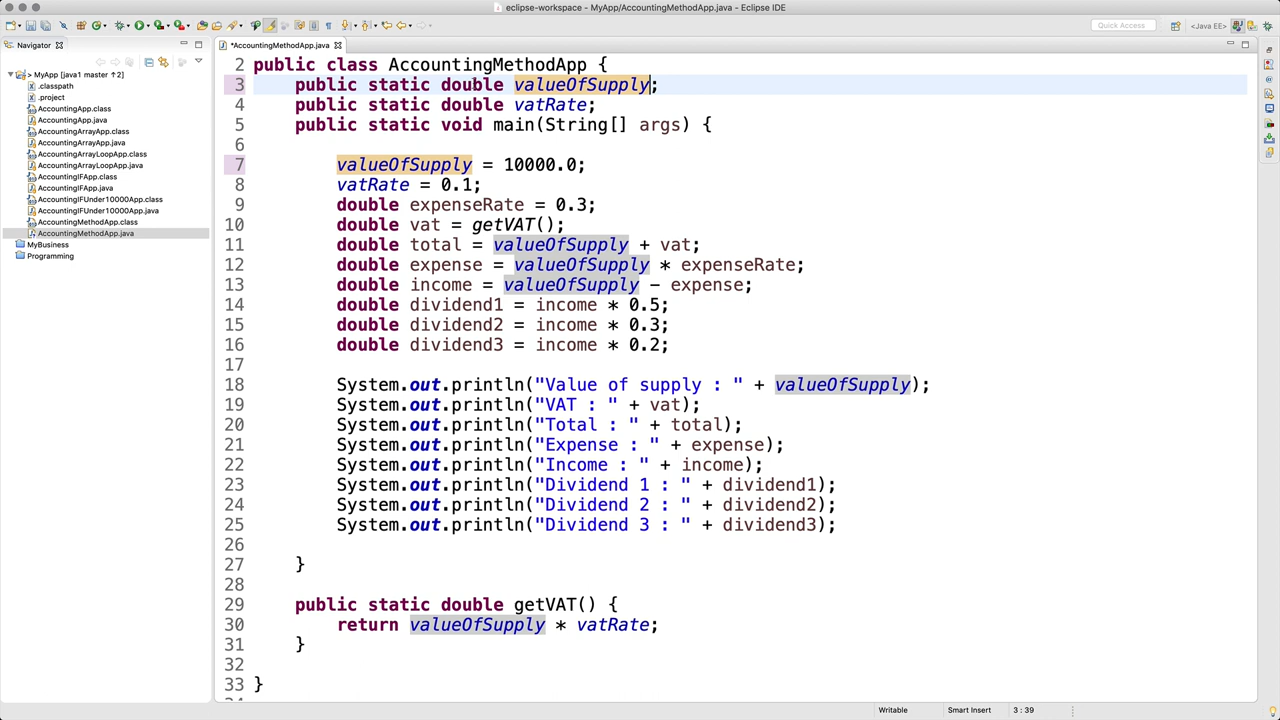 eclipse-workspace - MyApp/AccountingMethodApp.java - Eclipse IDE
Quick Access
<Java EE>
Navigator
*AccountingMethodApp.java
> MyApp [java1 master ↑2]
.classpath
.project
AccountingApp.class
AccountingApp.java
AccountingArrayApp.class
AccountingArrayApp.java
AccountingArrayLoopApp.class
AccountingArrayLoopApp.java
AccountingIFApp.class
AccountingIFApp.java
AccountingIFUnder10000App.class
AccountingIFUnder10000App.java
AccountingMethodApp.class
AccountingMethodApp.java
MyBusiness
Programming
2 public class AccountingMethodApp {
3 public static double valueOfSupply;
4 public static double vatRate;
5 public static void main(String[] args) {
6
7 valueOfSupply = 10000.0;
8 vatRate = 0.1;
9 double expenseRate = 0.3;
10 double vat = getVAT();
11 double total = valueOfSupply + vat;
12 double expense = valueOfSupply * expenseRate;
13 double income = valueOfSupply - expense;
14 double dividend1 = income * 0.5;
15 double dividend2 = income * 0.3;
16 double dividend3 = income * 0.2;
17
18 System.out.println("Value of supply : " + valueOfSupply);
19 System.out.println("VAT : " + vat);
20 System.out.println("Total : " + total);
21 System.out.println("Expense : " + expense);
22 System.out.println("Income : " + income);
23 System.out.println("Dividend 1 : " + dividend1);
24 System.out.println("Dividend 2 : " + dividend2);
25 System.out.println("Dividend 3 : " + dividend3);
26
27 }
28
29 public static double getVAT() {
30 return valueOfSupply * vatRate;
31 }
32
33 }
Writable
Smart Insert
3 : 39